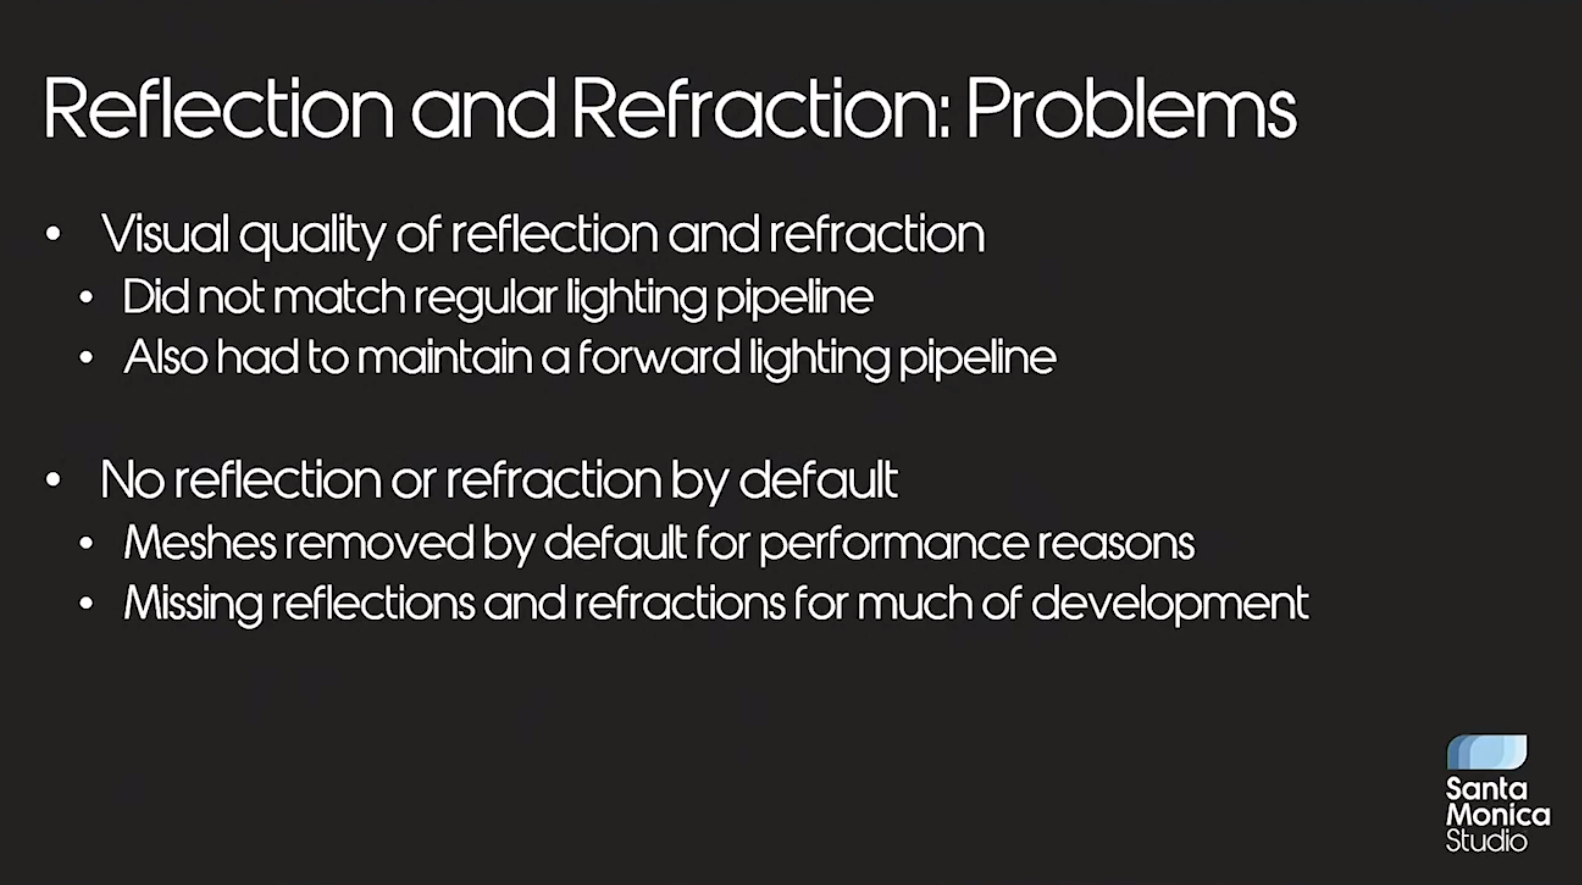 Reflection and Refraction: Problems
• Visual quality of reflection and refraction
• Did not match regular lighting pipeline
• Also had to maintain a forward lighting pipeline
• No reflection or refraction by default
• Meshes removed by default for performance reasons
• Missing reflections and refractions for much of development
Santa
Monica
Studio